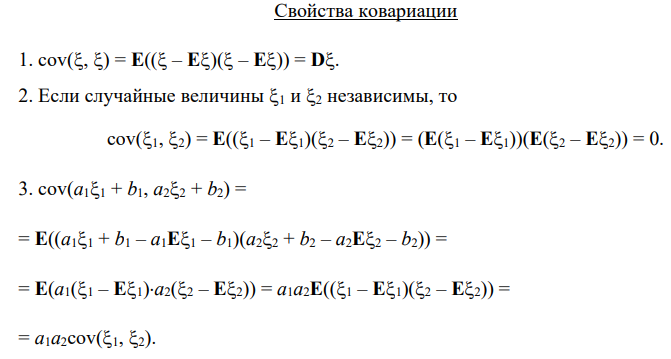 Свойства ковариации
1. cov(ξ, ξ) = E((ξ – Eξ)(ξ – Eξ)) = Dξ.
2. Если случайные величины ξ1 и ξ2 независимы, то
cov(ξ1, ξ2) = E((ξ1 – Eξ1)(ξ2 – Eξ2)) = (E(ξ1 – Eξ1))(E(ξ2 – Eξ2)) = 0.
3. cov(a1ξ1 + b1, a2ξ2 + b2) =
= E((a1ξ1 + b1 – a1Eξ1 – b1)(a2ξ2 + b2 – a2Eξ2 – b2)) =
= E(a1(ξ1 – Eξ1)·a2(ξ2 – Eξ2)) = a1a2E((ξ1 – Eξ1)(ξ2 – Eξ2)) =
= a1a2cov(ξ1, ξ2).